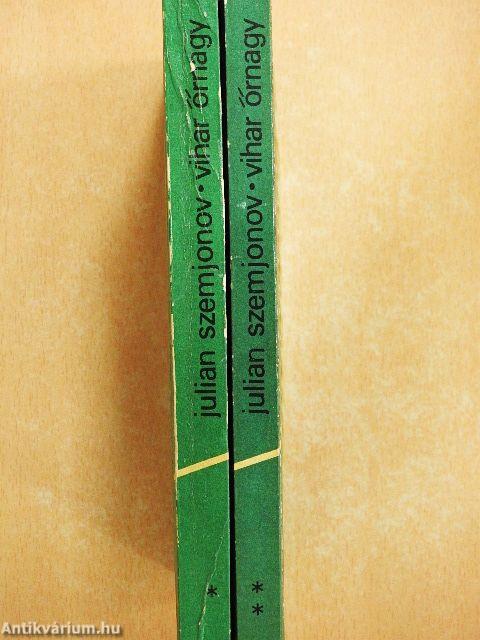 julian szemjonov • vihar őrnagy
*
julian szemjonov • vihar őrnagy
* *
Antikvárium.hu